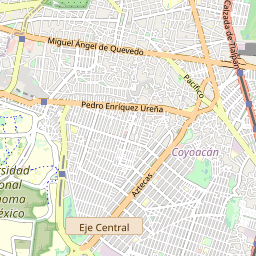 Miguel Ángel de Quevedo
Calzada de Tlalpan
Pacífico
Pedro Enríquez Ureña
Coyoacán
Aztecas
Eje Central